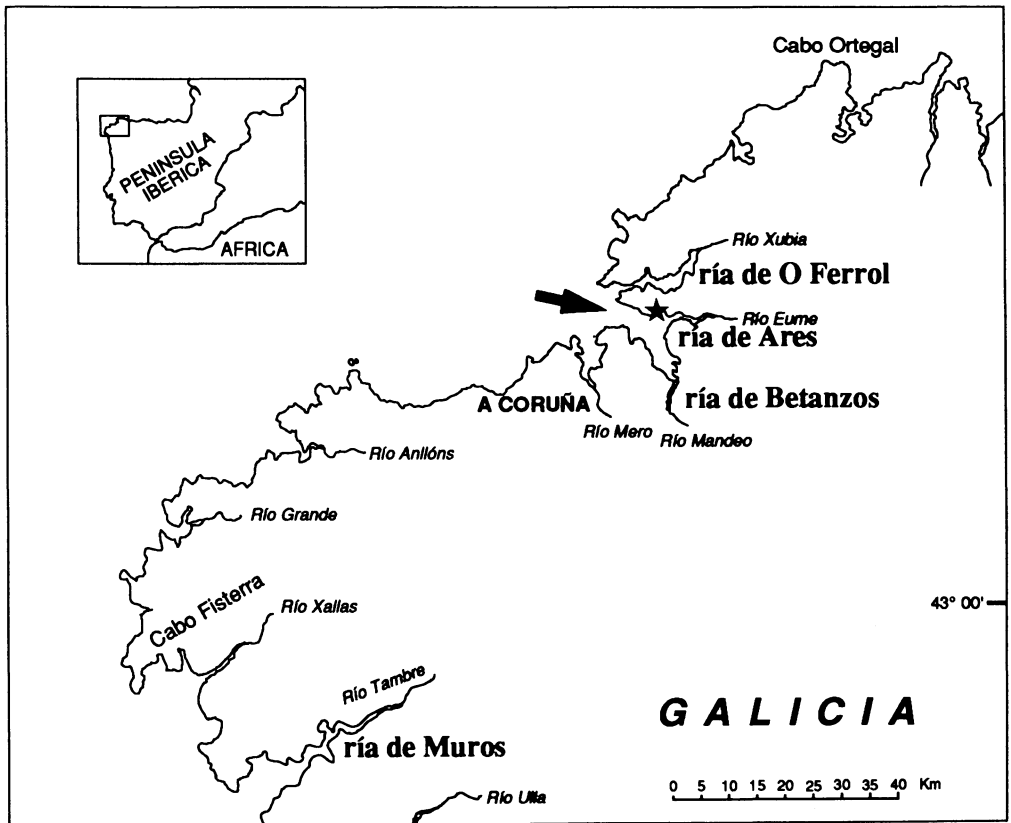 Cabo Ortegal
PENINSULA
IBERICA
AFRICA
Río Xubia
ría de O Ferrol
Río Eume
ría de Ares
A CORUÑA
ría de Betanzos
Río Mero
Río Mandeo
Río Anllóns
Río Grande
Cabo Fisterra
Río Xallas
43° 00'
Río Tambre
GALICIA
ría de Muros
0 5 10 15 20 25 30 35 40 Km
Río Ulla